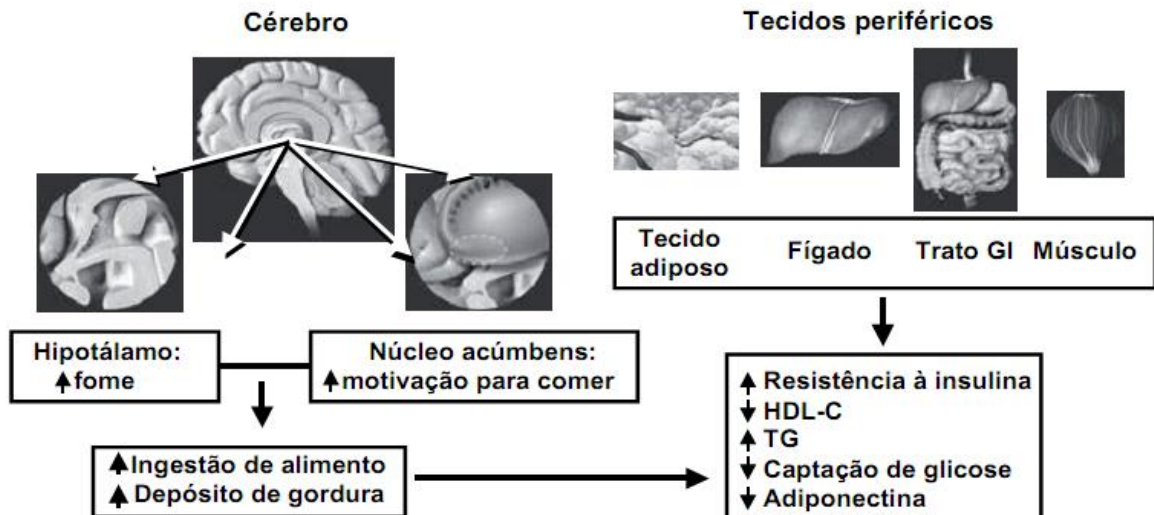 Cérebro
Tecidos periféricos
Tecido
adiposo
Fígado
Trato GI
Músculo
Hipotálamo:
↑fome
Núcleo acúmbens:
↑motivação para comer
↑Ingestão de alimento
↑Depósito de gordura
↑Resistência à insulina
↓HDL-C
↑TG
↓Captação de glicose
↓Adiponectina